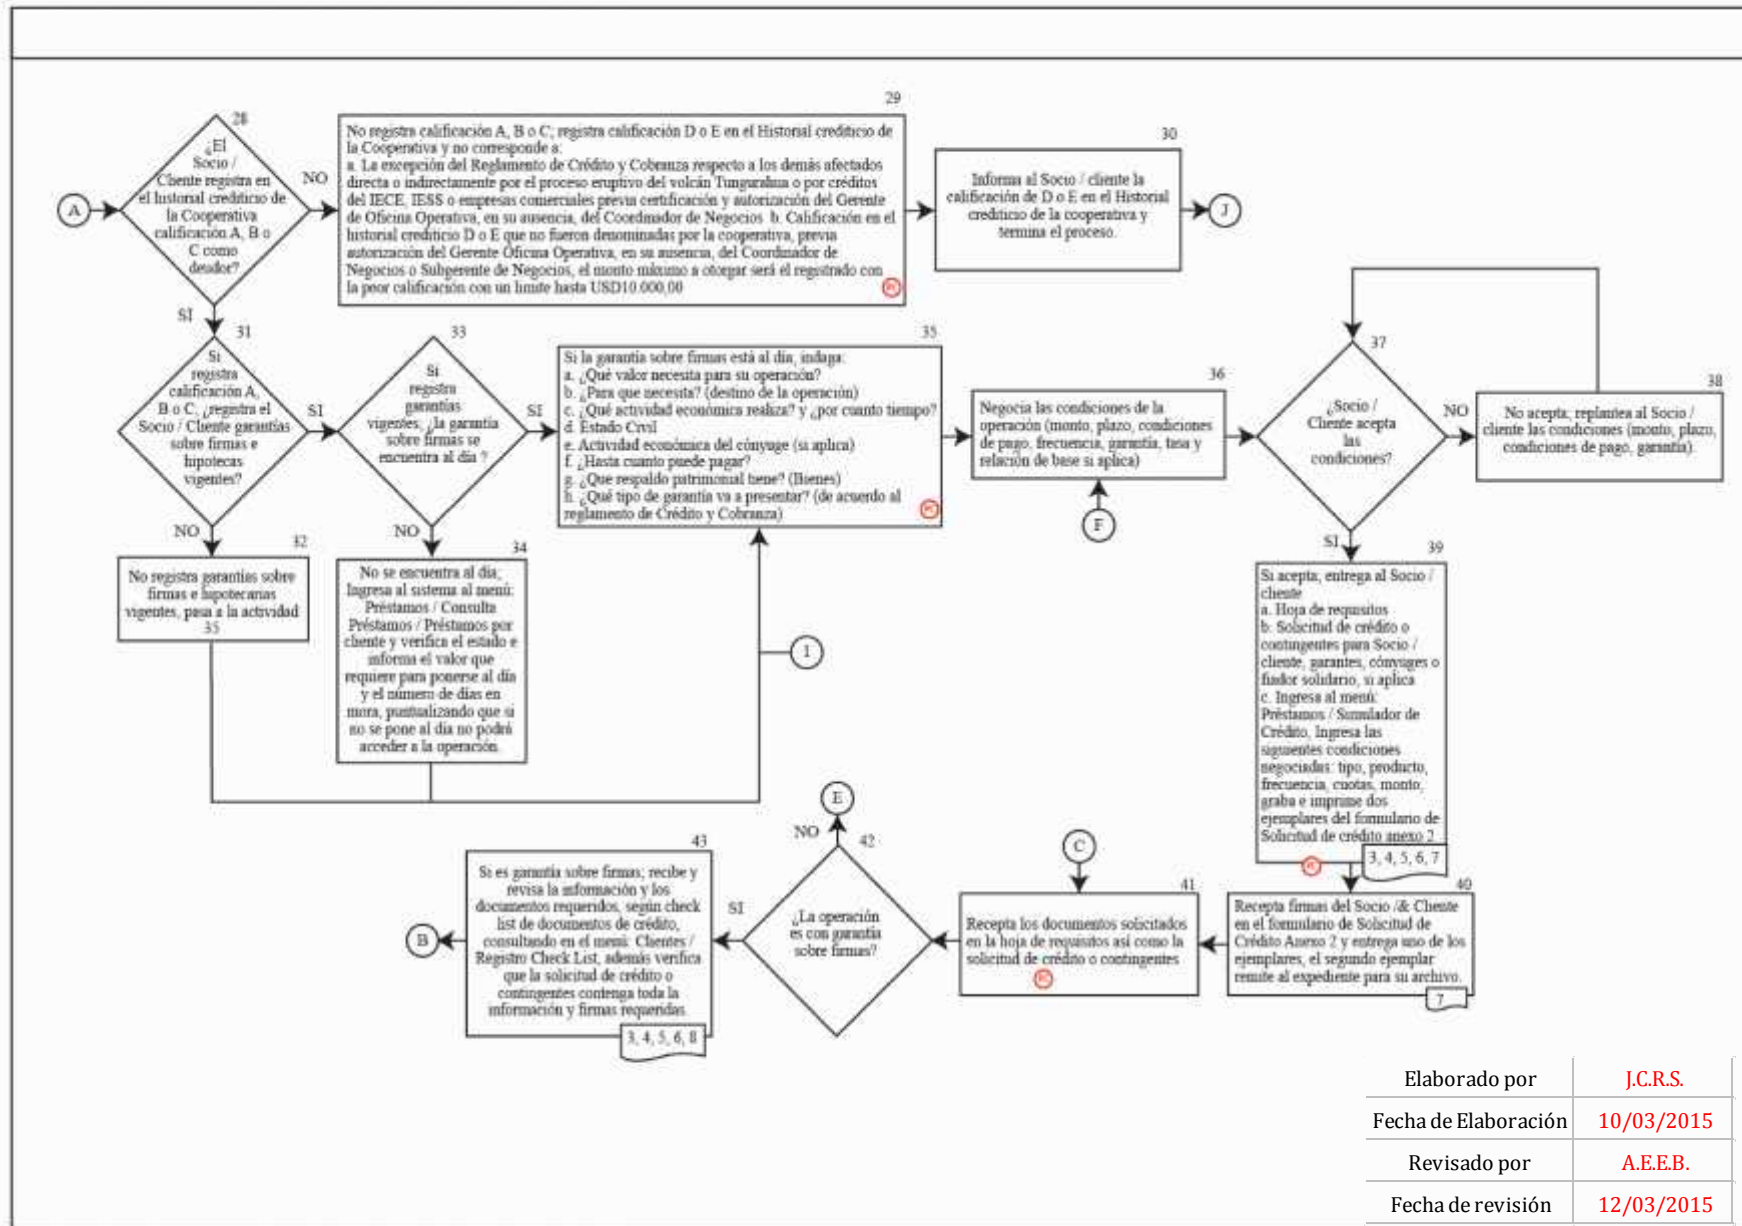 28
¿El
Socio /
Cliente registra en
el historial crediticio de
la Cooperativa
calificación A, B o
C como
deudor?
A
NO
SI
29
No registra calificación A, B o C; registra calificación D o E en el Historial crediticio de
la Cooperativa y no corresponde a:
a. La excepción del Reglamento de Crédito y Cobranza respecto a los demás afectados
directa o indirectamente por el proceso eruptivo del volcán Tungurahua o por créditos
del IECE, IESS o empresas comerciales previa certificación y autorización del Gerente
de Oficina Operativa, en su ausencia, del Coordinador de Negocios b. Calificación en el
historial crediticio D o E que no fueron denominadas por la cooperativa, previa
autorización del Gerente Oficina Operativa, en su ausencia, del Coordinador de
Negocios o Subgerente de Negocios, el monto máximo a otorgar será el registrado con
la peor calificación con un limite hasta USD10.000,00
30
Informa al Socio / cliente la
calificación de D o E en el Historial
crediticio de la cooperativa y
termina el proceso.
J
31
Si
registra
calificación A,
B o C, ¿registra el
Socio / Cliente garantías
sobre firmas e
hipotecas
vigentes?
SI
NO
33
Si
registra
garantías
vigentes, ¿la garantía
sobre firmas se
encuentra al día ?
SI
NO
35
Si la garantía sobre firmas está al día, indaga:
a. ¿Qué valor necesita para su operación?
b. ¿Para que necesita? (destino de la operación)
c. ¿Qué actividad económica realiza? y ¿por cuanto tiempo?
d. Estado Civil
e. Actividad económica del cónyuge (si aplica)
f. ¿Hasta cuanto puede pagar?
g. ¿Que respaldo patrimonial tiene? (Bienes)
h. ¿Qué tipo de garantía va a presentar? (de acuerdo al
reglamento de Crédito y Cobranza)
36
Negocia las condiciones de la
operación (monto, plazo, condiciones
de pago, frecuencia, garantía, tasa y
relación de base si aplica)
F
37
¿Socio /
Cliente acepta
las
condiciones?
NO
SI
38
No acepta; replantea al Socio /
cliente las condiciones (monto, plazo,
condiciones de pago, garantía).
32
No registra garantías sobre
firmas e hipotecarias
vigentes, pasa a la actividad
35
34
No se encuentra al día;
Ingresa al sistema al menú:
Préstamos / Consulta
Préstamos / Préstamos por
cliente y verifica el estado e
informa el valor que
requiere para ponerse al día
y el número de días en
mora, puntualizando que si
no se pone al día no podrá
acceder a la operación.
1
39
Si acepta; entrega al Socio /
cliente
a. Hoja de requisitos
b. Solicitud de crédito o
contingentes para Socio /
cliente, garantes, cónyuges o
fiador solidario, si aplica
c. Ingresa al menú:
Préstamos / Simulador de
Crédito, Ingresa las
siguientes condiciones
negociadas: tipo, producto,
frecuencia, cuotas, monto,
graba e imprime dos
ejemplares del formulario de
Solicitud de crédito anexo 2
3, 4, 5, 6, 7
40
Recepta firmas del Socio /& Cliente
en el formulario de Solicitud de
Crédito Anexo 2 y entrega uno de los
ejemplares, el segundo ejemplar
remite al expediente para su archivo.
7
C
41
Recepta los documentos solicitados
en la hoja de requisitos así como la
solicitud de crédito o contingentes
E
NO
42
¿La operación
es con garantía
sobre firmas?
SI
43
Si es garantía sobre firmas; recibe y
revisa la información y los
documentos requeridos, según check
list de documentos de crédito,
consultando en el menú: Clientes /
Registro Check List, además verifica
que la solicitud de crédito o
contingentes contenga toda la
información y firmas requeridas.
3, 4, 5, 6, 8
B
Elaborado por J.C.R.S.
Fecha de Elaboración 10/03/2015
Revisado por A.E.E.B.
Fecha de revisión 12/03/2015